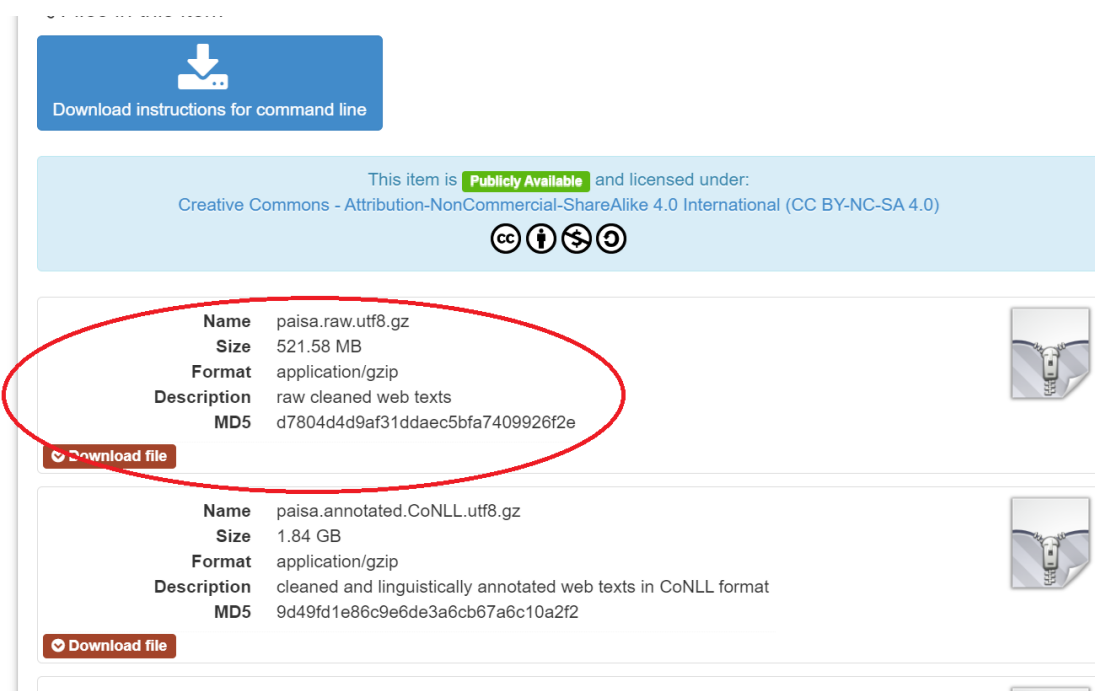 Download instructions for command line
This item is Publicly Available and licensed under:
Creative Commons - Attribution-NonCommercial-ShareAlike 4.0 International (CC BY-NC-SA 4.0)
cc
Name paisa.raw.utf8.gz
Size 521.58 MB
Format application/gzip
Description raw cleaned web texts
MD5 d7804d4d9af31ddaec5bfa7409926f2e
Download file
Name paisa.annotated.CoNLL.utf8.gz
Size 1.84 GB
Format application/gzip
Description cleaned and linguistically annotated web texts in CoNLL format
MD5 9d49fd1e86c9e6de3a6cb67a6c10a2f2
Download file